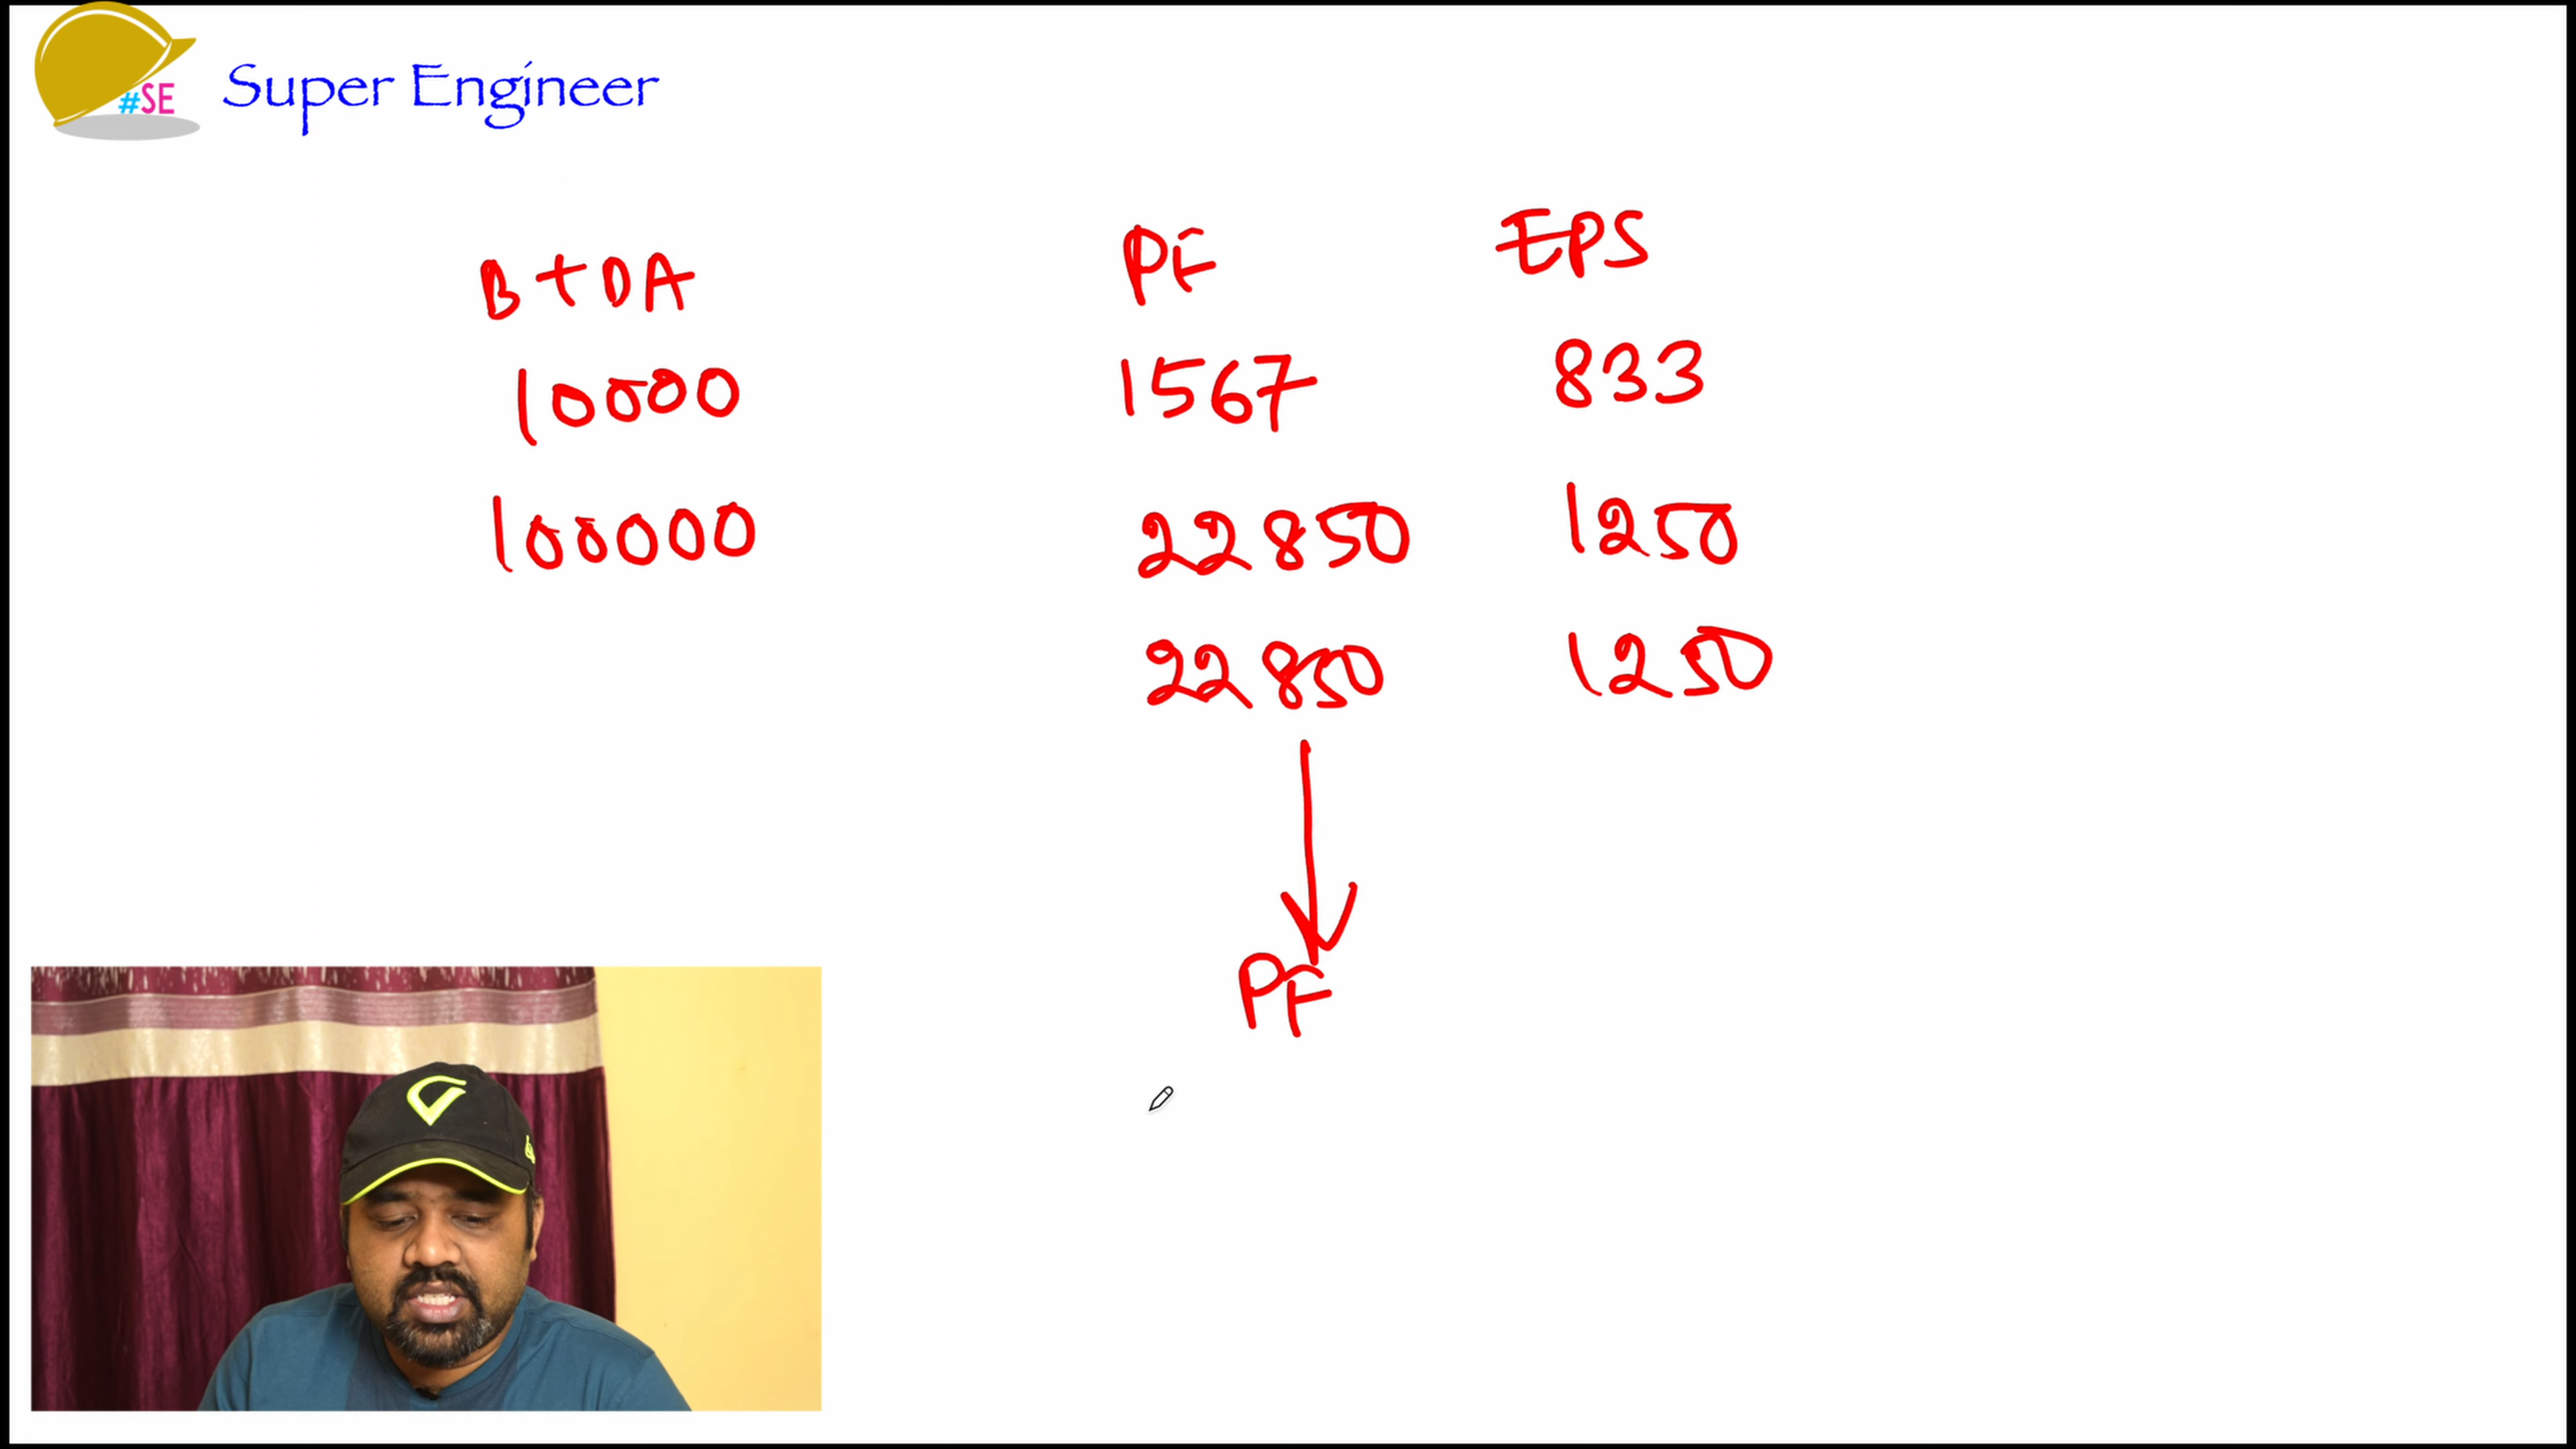 #SE Super Engineer
B + DA PF EPS
10000 1567 833
100000 22850 1250
22850 1250
PF